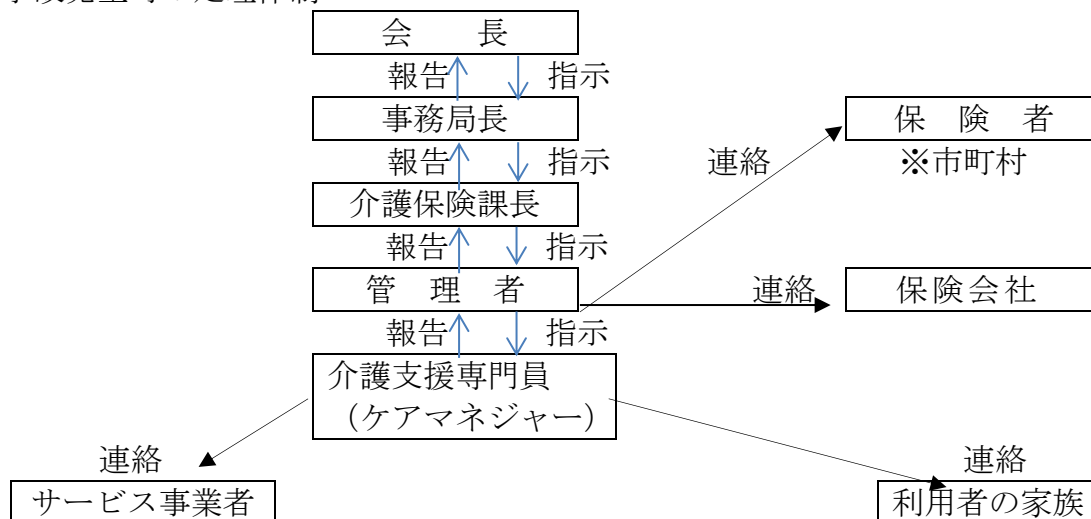 会　　長
報告　指示
事務局長　保　険　者
報告　指示　連絡　※市町村
介護保険課長
報告　指示
管　理　者　連絡　保険会社
報告　指示
介護支援専門員
（ケアマネジャー）
連絡　連絡
サービス事業者　利用者の家族